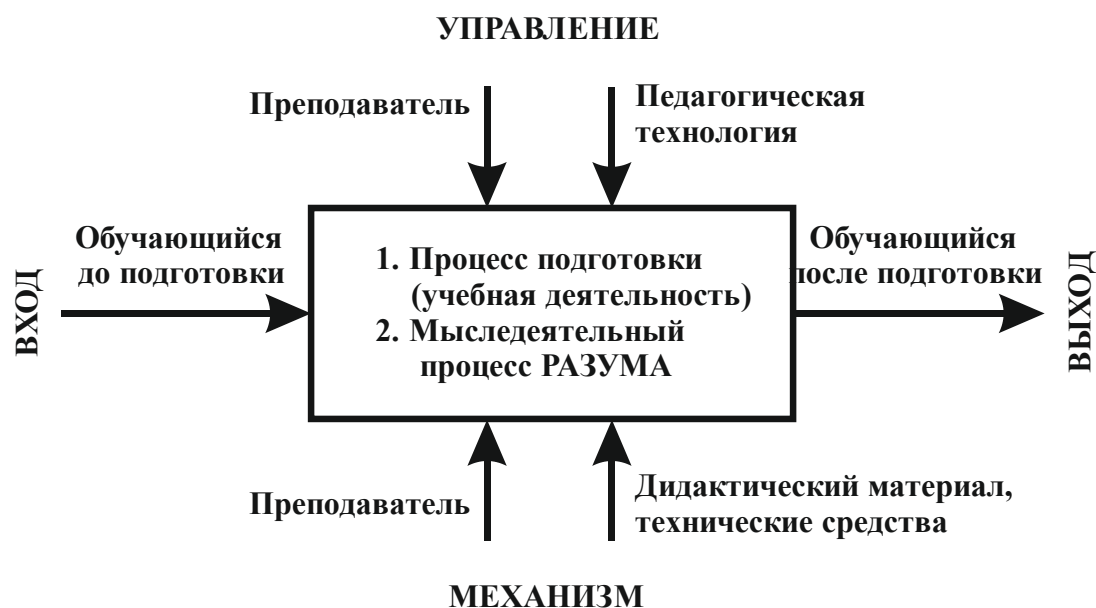 УПРАВЛЕНИЕ
Преподаватель
Педагогическая
технология
ВХОД
Обучающийся
до подготовки
1. Процесс подготовки
(учебная деятельность)
2. Мыследеятельный
процесс РАЗУМА
Обучающийся
после подготовки
ВЫХОД
Преподаватель
Дидактический материал,
технические средства
МЕХАНИЗМ